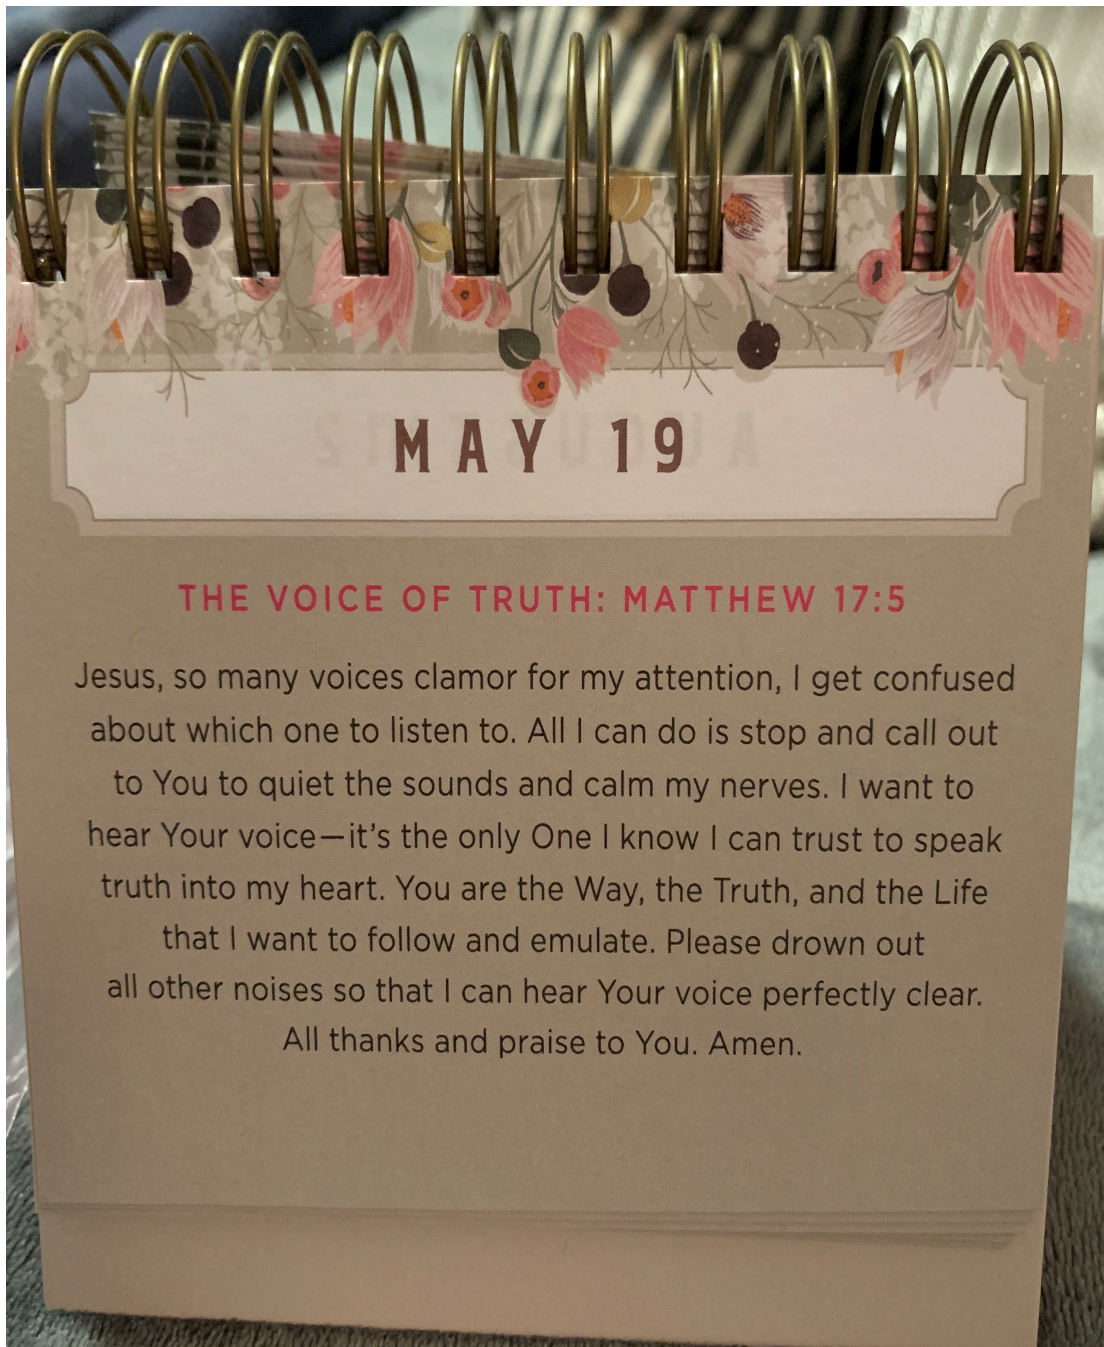 MAY 19
THE VOICE OF TRUTH: MATTHEW 17:5
Jesus, so many voices clamor for my attention, I get confused
about which one to listen to. All I can do is stop and call out
to You to quiet the sounds and calm my nerves. I want to
hear Your voice—it's the only One I know I can trust to speak
truth into my heart. You are the Way, the Truth, and the Life
that I want to follow and emulate. Please drown out
all other noises so that I can hear Your voice perfectly clear.
All thanks and praise to You. Amen.